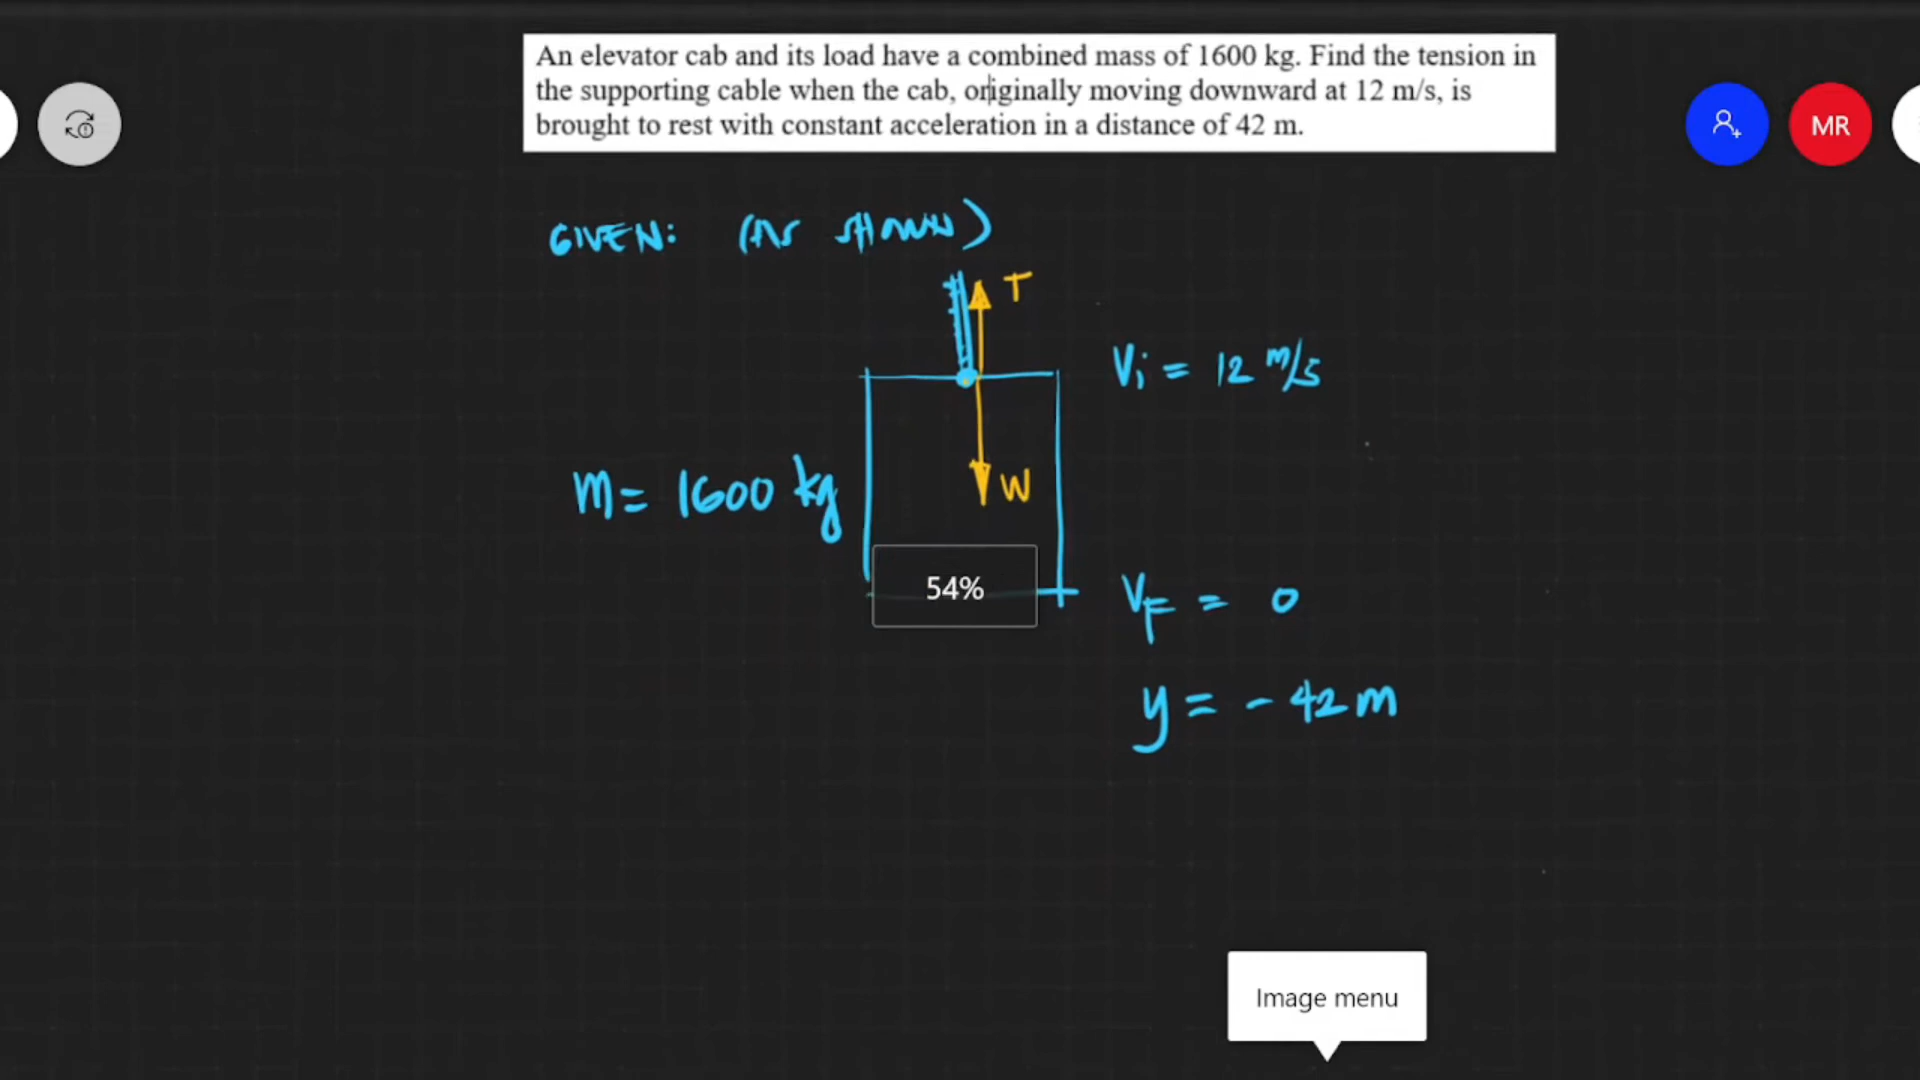 An elevator cab and its load have a combined mass of 1600 kg. Find the tension in
the supporting cable when the cab, originally moving downward at 12 m/s, is
brought to rest with constant acceleration in a distance of 42 m.
MR
GIVEN: (AS SHOWN)
T
Vi = 12 m/s
m = 1600 kg
W
54%
VF = 0
y = - 42 m
Image menu